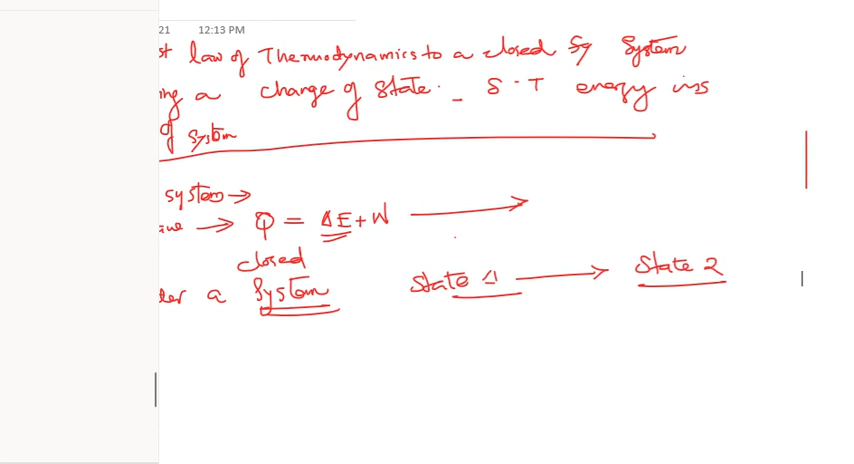 21 12:13 PM
st law of Thermodynamics to a closed Sy System
ing a change of state. _ S.T energy is
of system
system →
→ Q = ΔE + W →
closed
der a System State 1 → State 2